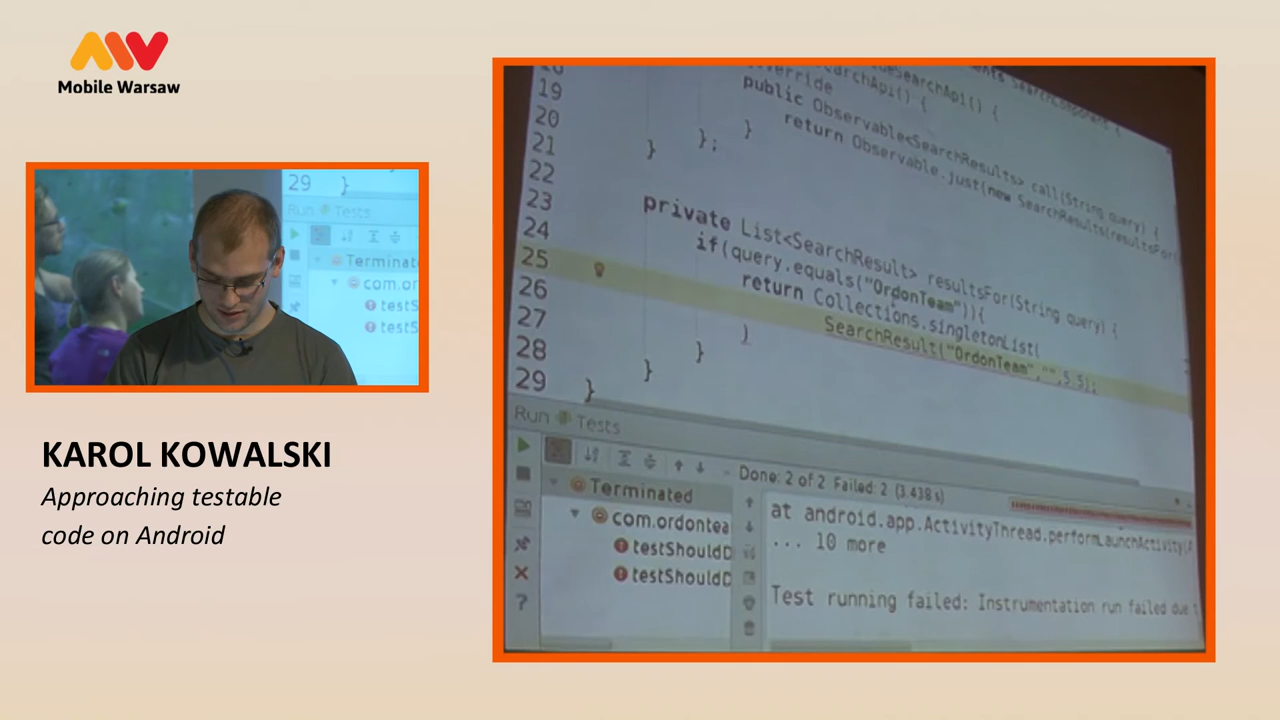 Mobile Warsaw
29 }
Run Tests
Terminat
com.or
testS
testS
KAROL KOWALSKI
Approaching testable
code on Android
19 public Observable<SearchResults> call(String query) {
20 return Observable.just(new SearchResults(resultsFor(
21 }
22 };
}
23
24 private List<SearchResult> resultsFor(String query) {
25 if(query.equals("OrdonTeam")){
26 return Collections.singletonList(
27 SearchResult("OrdonTeam","",5.5);
28 )
29 }
}
}
Run Tests
Done: 2 of 2 Failed: 2 (3.438 s)
Terminated
com.ordontea
testShouldD
testShouldD
at android.app.ActivityThread.performLaunchActivity(A
... 10 more
Test running failed: Instrumentation run failed due t